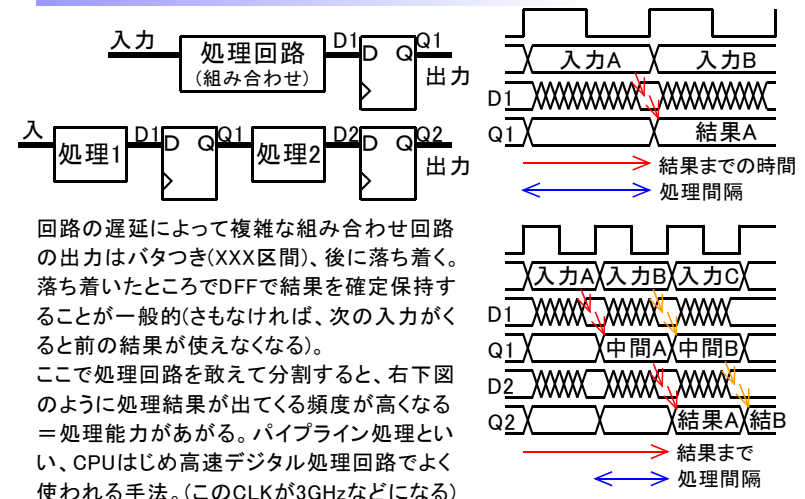 入力
処理回路
(組み合わせ)
D1
D Q
Q1
出力
入
処理1
D1
D Q
Q1
処理2
D2
D Q
Q2
出力
回路の遅延によって複雑な組み合わせ回路
の出力はバタつき(XXX区間)、後に落ち着く。
落ち着いたところでDFFで結果を確定保持す
ることが一般的(さもなければ、次の入力がく
ると前の結果が使えなくなる)。
ここで処理回路を敢えて分割すると、右下図
のように処理結果が出てくる頻度が高くなる
=処理能力があがる。パイプライン処理とい
い、CPUはじめ高速デジタル処理回路でよく
使われる手法。(このCLKが3GHzなどになる)
入力A 入力B
D1
Q1 結果A
結果までの時間
処理間隔
入力A 入力B 入力C
D1
Q1 中間A 中間B
D2
Q2 結果A 結B
結果まで
処理間隔